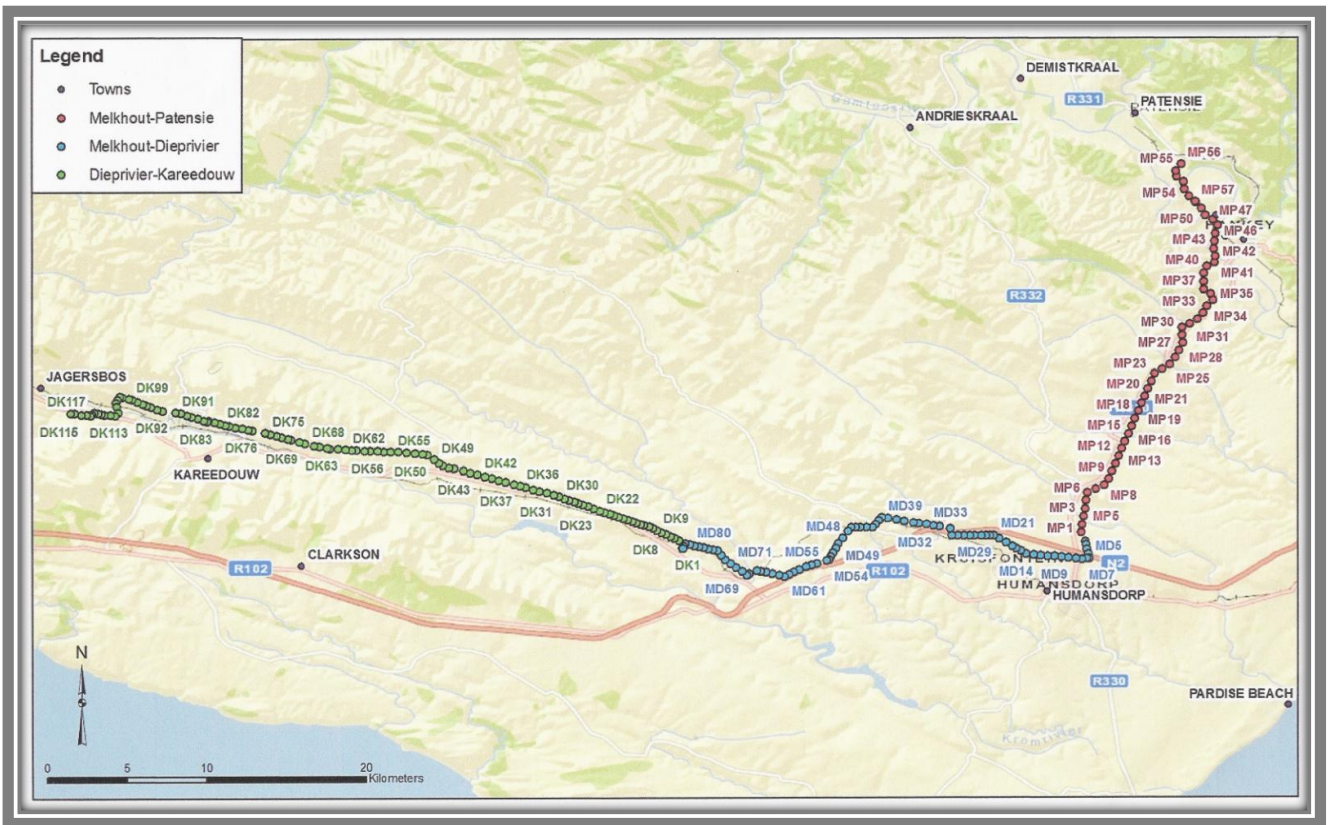 Legend
Towns
Melkhout-Patensie
Melkhout-Dieprivier
Dieprivier-Kareedouw
DEMISTKRAAL
R331
PATENSIE
PATENSIE
ANDRIESKRAAL
MP55
MP56
MP54
MP57
MP50
MP47
MP46
MP43
MP42
MP40
MP41
MP37
MP35
MP33
MP34
R332
MP30
MP31
MP27
MP28
MP23
MP25
MP20
MP21
MP18
MP19
MP15
MP16
MP12
MP13
MP9
MP8
MP6
MP3
MP5
MP1
JAGERSBOS
DK99
DK117
DK91
DK82
DK115
DK113
DK92
DK83
DK76
DK75
DK68
DK62
DK55
DK69
DK63
DK56
DK50
DK49
KAREEDOUW
DK43
DK42
DK37
DK36
DK31
DK30
DK23
DK22
DK9
DK8
DK1
MD80
MD71
MD69
MD55
MD61
MD54
MD49
MD48
MD39
MD33
MD32
MD21
MD29
MD14
MD9
MD5
MD7
N2
R102
HUMANSDORP
HUMANSDORP
CLARKSON
R102
R330
PARDISE BEACH
Kromrivier
N
0 5 10 20
Kilometers